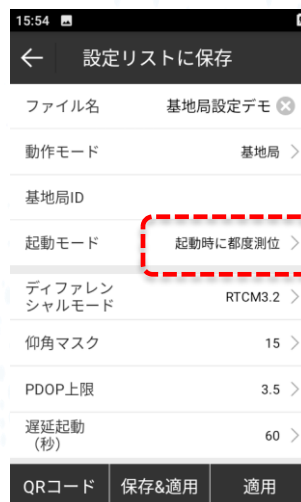 15:54
設定リストに保存
ファイル名 基地局設定デモ
動作モード 基地局
基地局ID
起動モード 起動時に都度測位
ディファレン
シャルモード RTCM3.2
仰角マスク 15
PDOP上限 3.5
遅延起動
（秒） 60
QRコード 保存&適用 適用